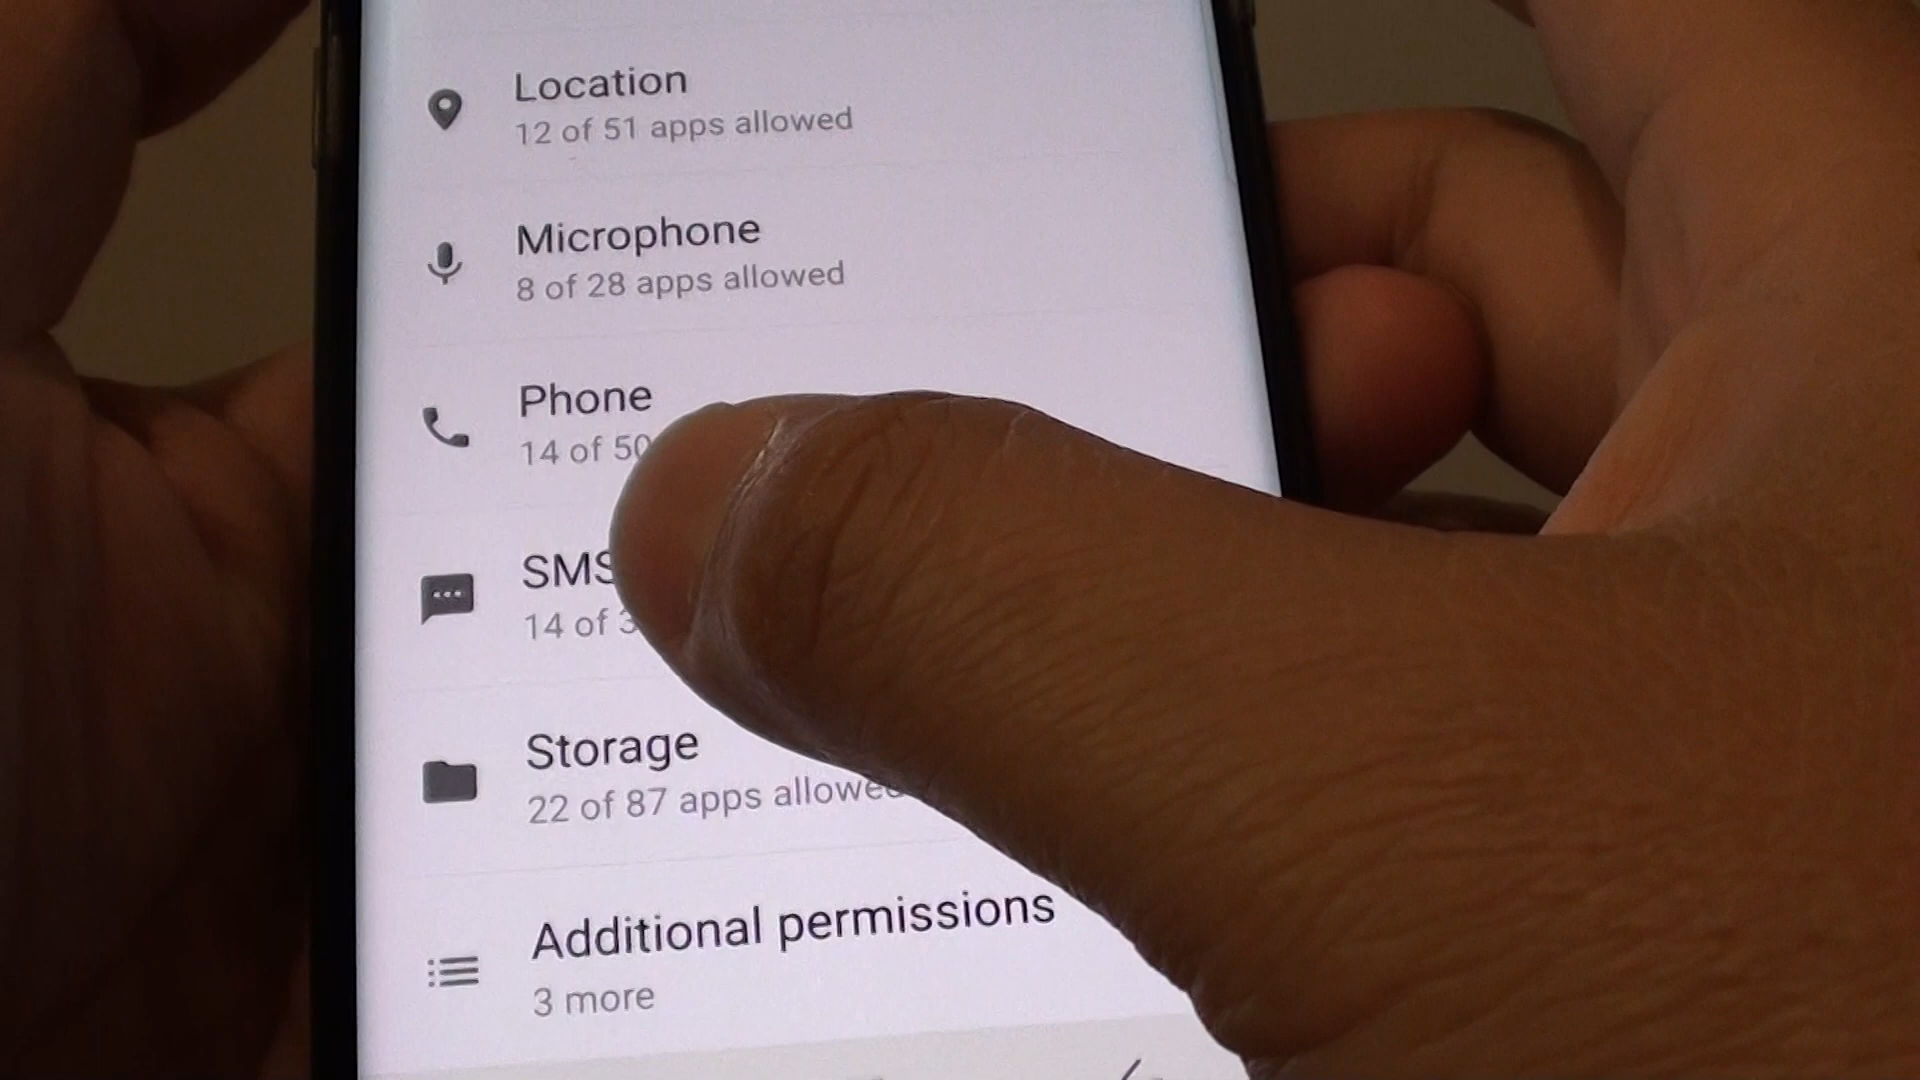 Location
12 of 51 apps allowed
Microphone
8 of 28 apps allowed
Phone
14 of 50
SMS
14 of
Storage
22 of 87 apps allowed
Additional permissions
3 more